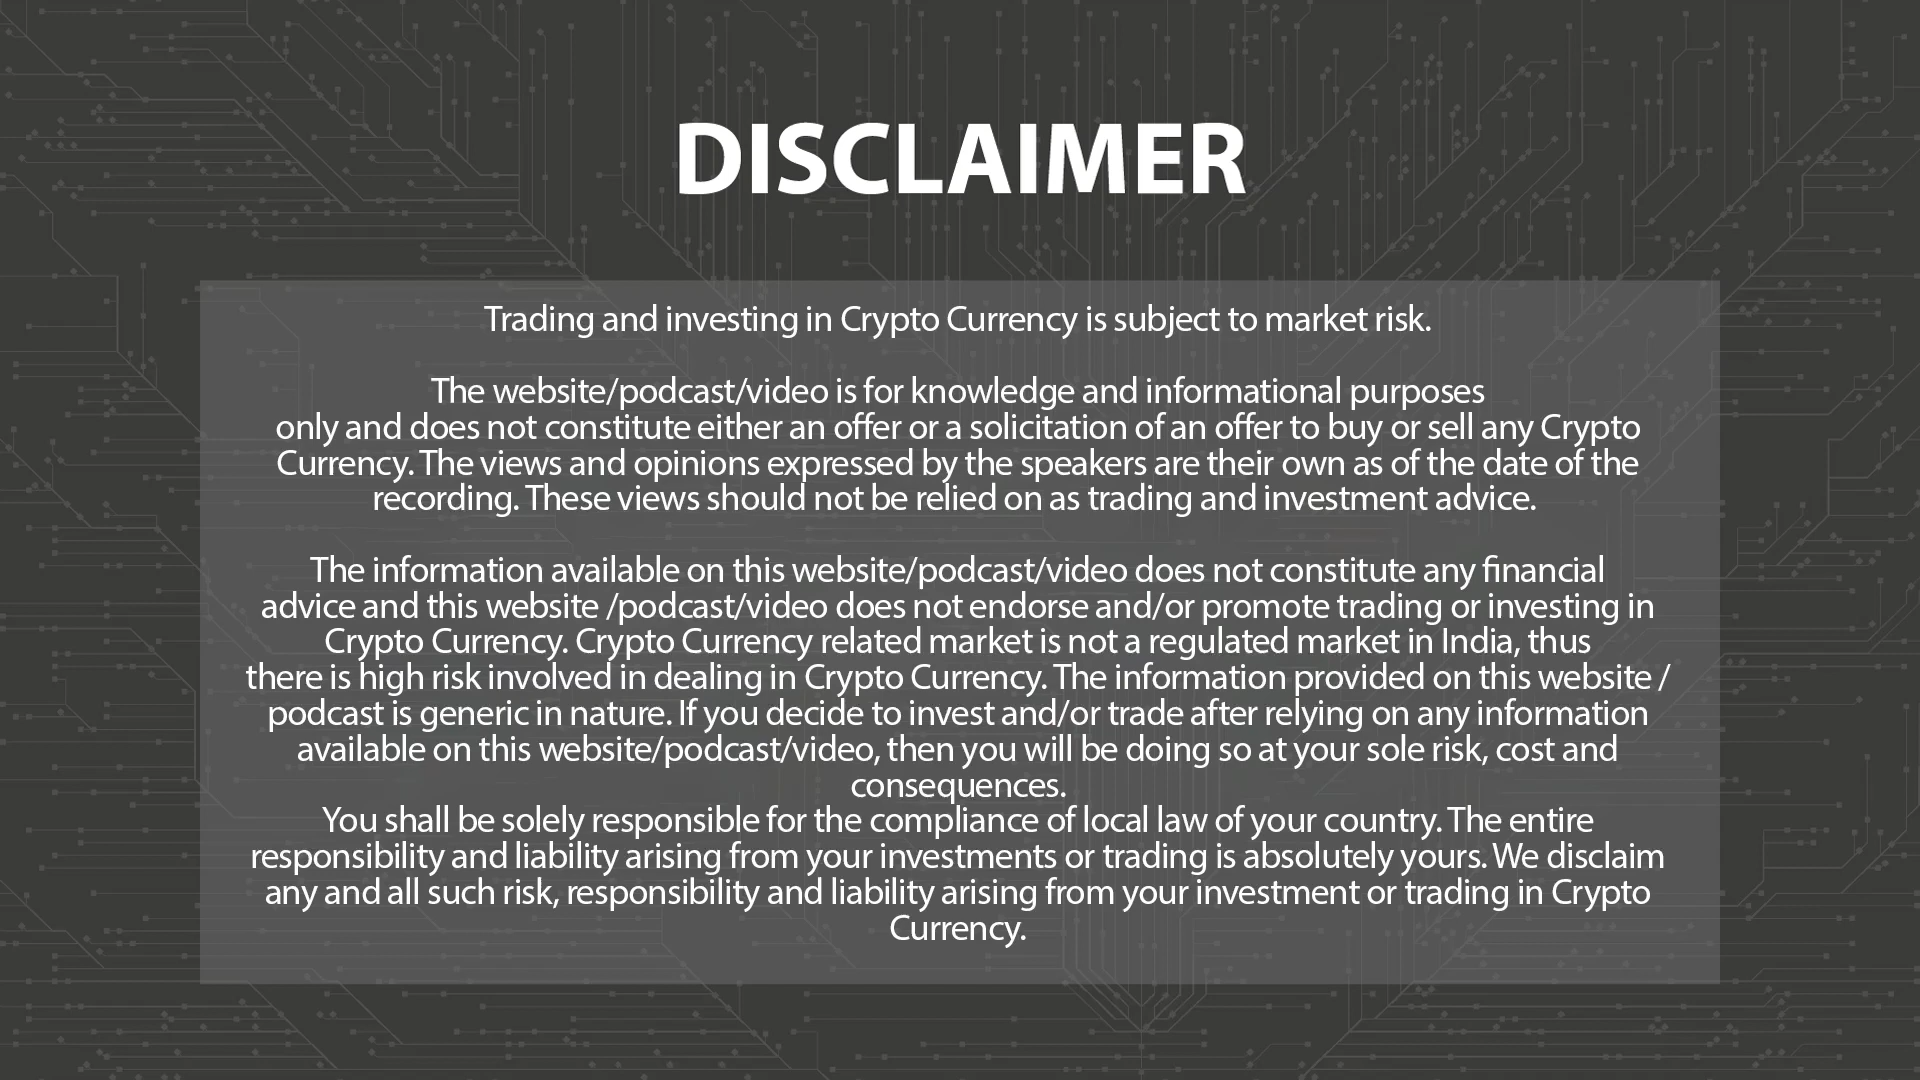 DISCLAIMER
Trading and investing in Crypto Currency is subject to market risk.
The website/podcast/video is for knowledge and informational purposes
only and does not constitute either an offer or a solicitation of an offer to buy or sell any Crypto
Currency. The views and opinions expressed by the speakers are their own as of the date of the
recording. These views should not be relied on as trading and investment advice.
The information available on this website/podcast/video does not constitute any financial
advice and this website /podcast/video does not endorse and/or promote trading or investing in
Crypto Currency. Crypto Currency related market is not a regulated market in India, thus
there is high risk involved in dealing in Crypto Currency. The information provided on this website /
podcast is generic in nature. If you decide to invest and/or trade after relying on any information
available on this website/podcast/video, then you will be doing so at your sole risk, cost and
consequences.
You shall be solely responsible for the compliance of local law of your country. The entire
responsibility and liability arising from your investments or trading is absolutely yours. We disclaim
any and all such risk, responsibility and liability arising from your investment or trading in Crypto
Currency.